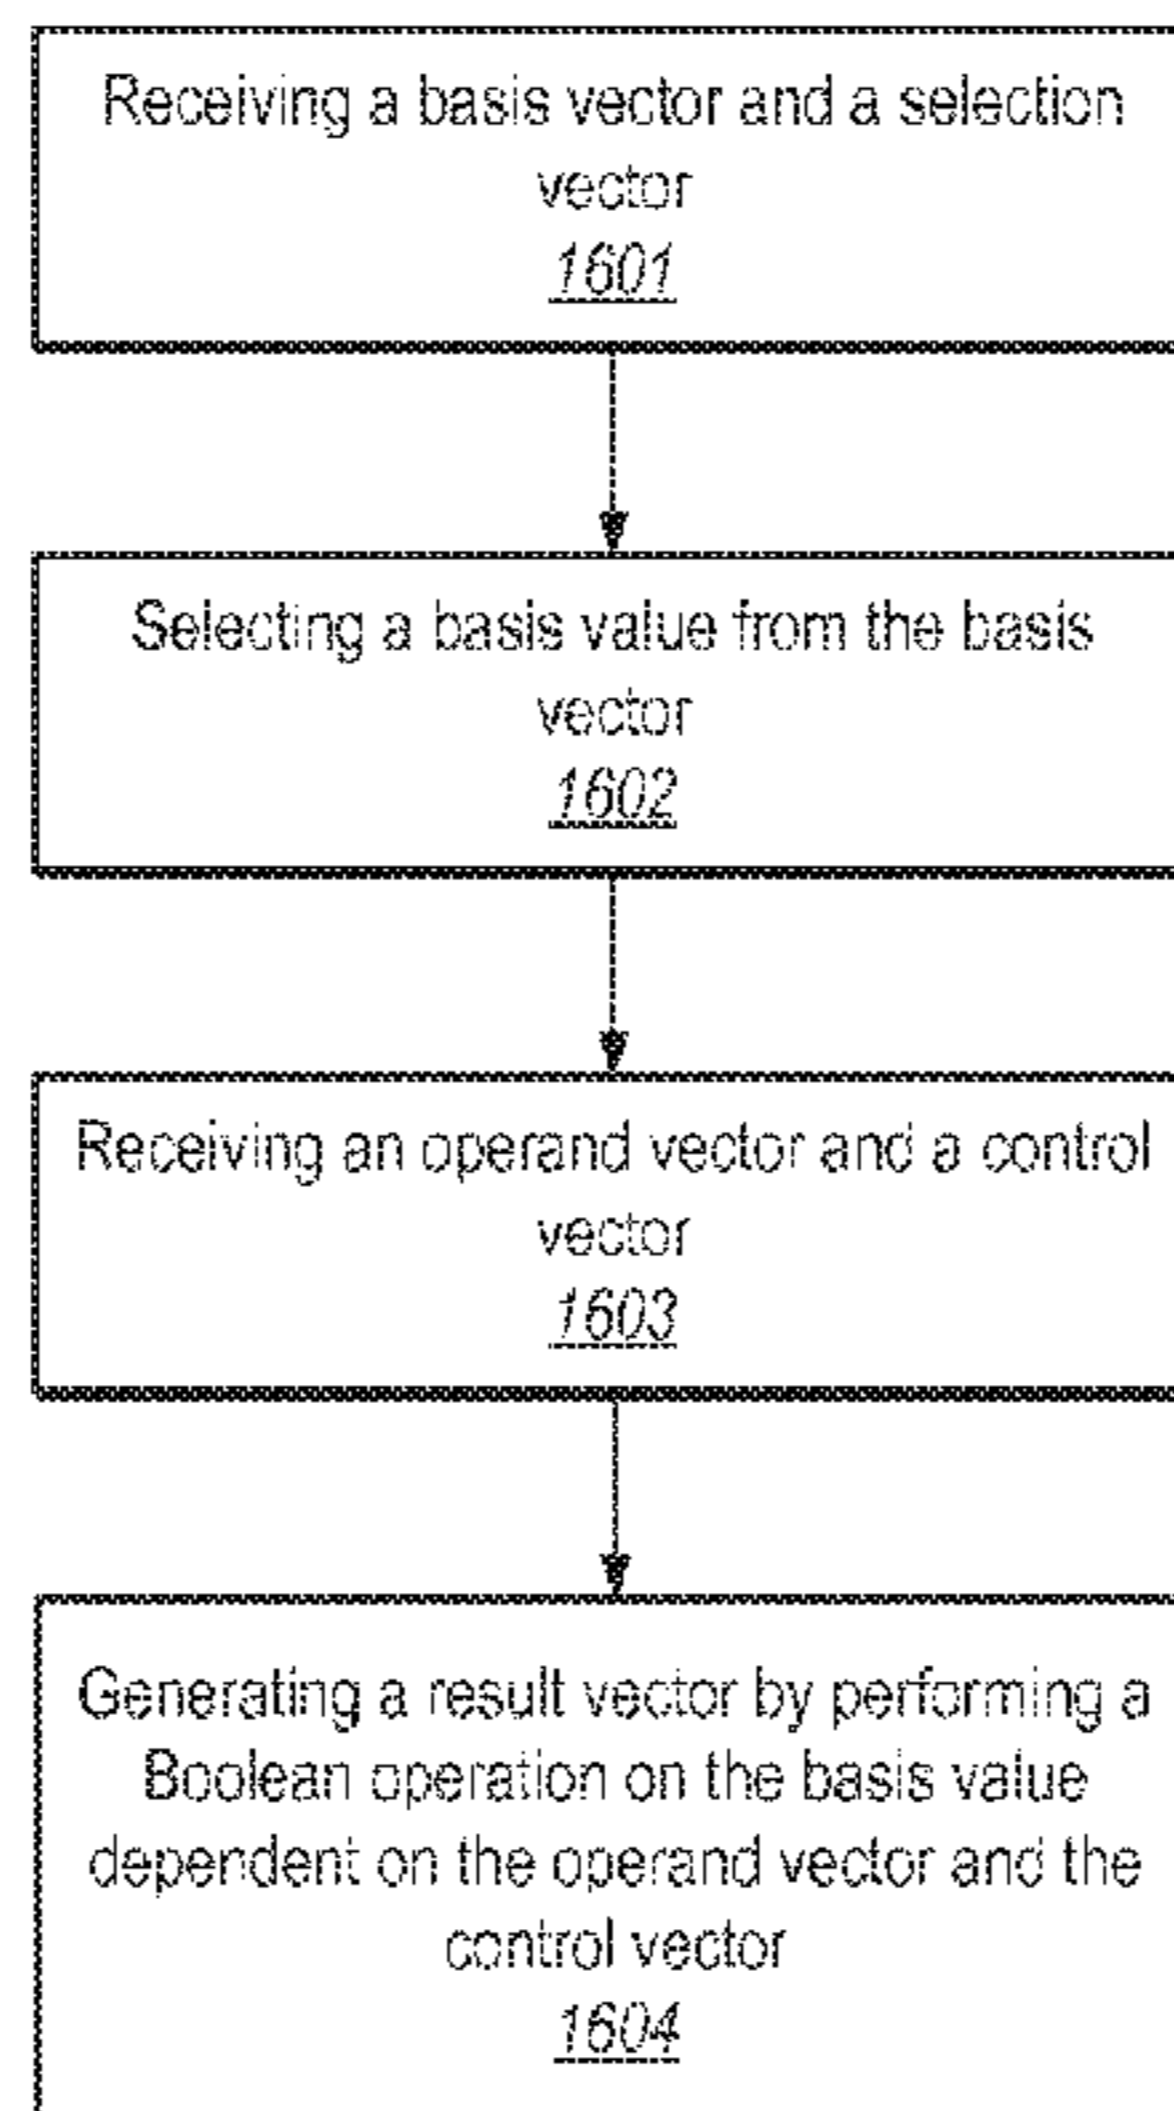 Receiving a basis vector and a selection
vector
1601
Selecting a basis value from the basis
vector
1602
Receiving an operand vector and a control
vector
1603
Generating a result vector by performing a
Boolean operation on the basis value
dependent on the operand vector and the
control vector
1604